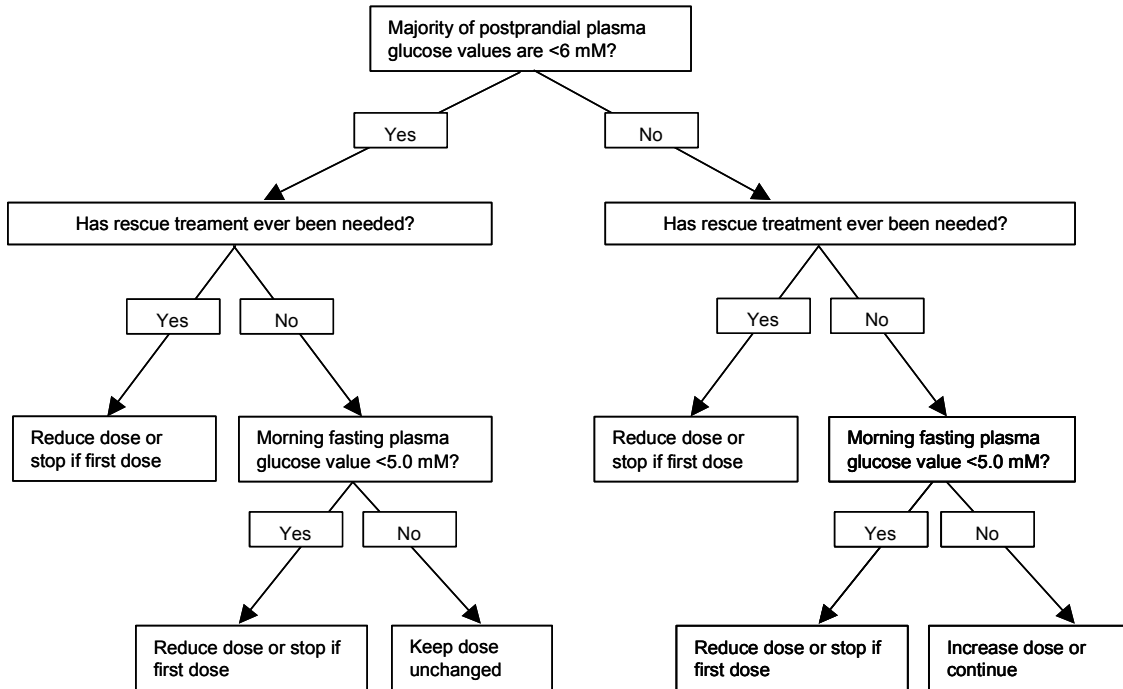 Majority of postprandial plasma
glucose values are <6 mM?
Yes
No
Has rescue treament ever been needed?
Has rescue treatment ever been needed?
Yes
No
Yes
No
Reduce dose or
stop if first dose
Morning fasting plasma
glucose value <5.0 mM?
Reduce dose or
stop if first dose
Morning fasting plasma
glucose value <5.0 mM?
Yes
No
Yes
No
Reduce dose or stop if
first dose
Keep dose
unchanged
Reduce dose or stop if
first dose
Increase dose or
continue